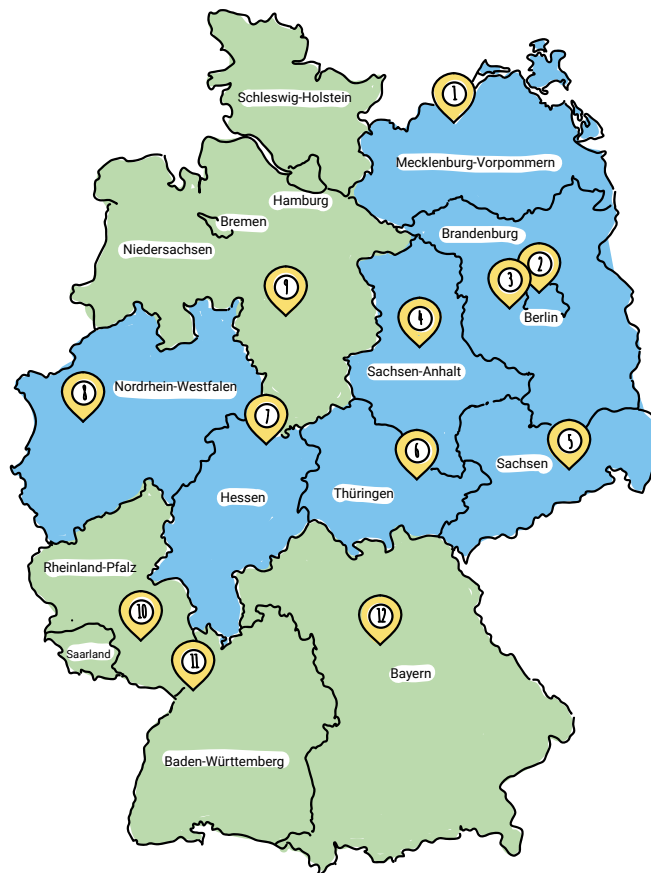 1
Schleswig-Holstein
Mecklenburg-Vorpommern
Hamburg
Bremen
Brandenburg
Niedersachsen
2
3
9
4
Berlin
Sachsen-Anhalt
Nordrhein-Westfalen
8
7
5
6
Sachsen
Thüringen
Hessen
Rheinland-Pfalz
10
12
Saarland
11
Bayern
Baden-Württemberg